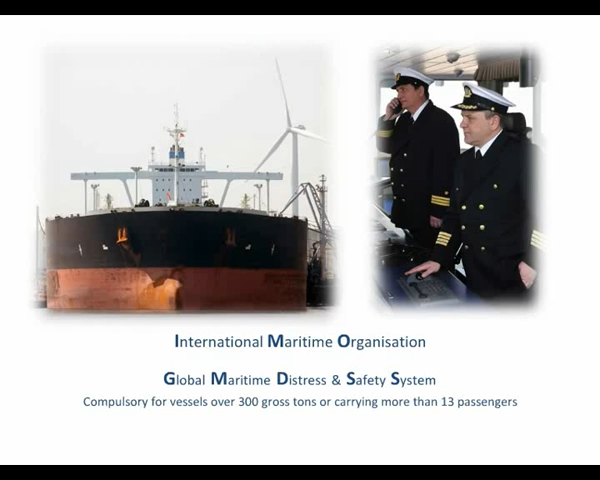 International Maritime Organisation
Global Maritime Distress & Safety System
Compulsory for vessels over 300 gross tons or carrying more than 13 passengers